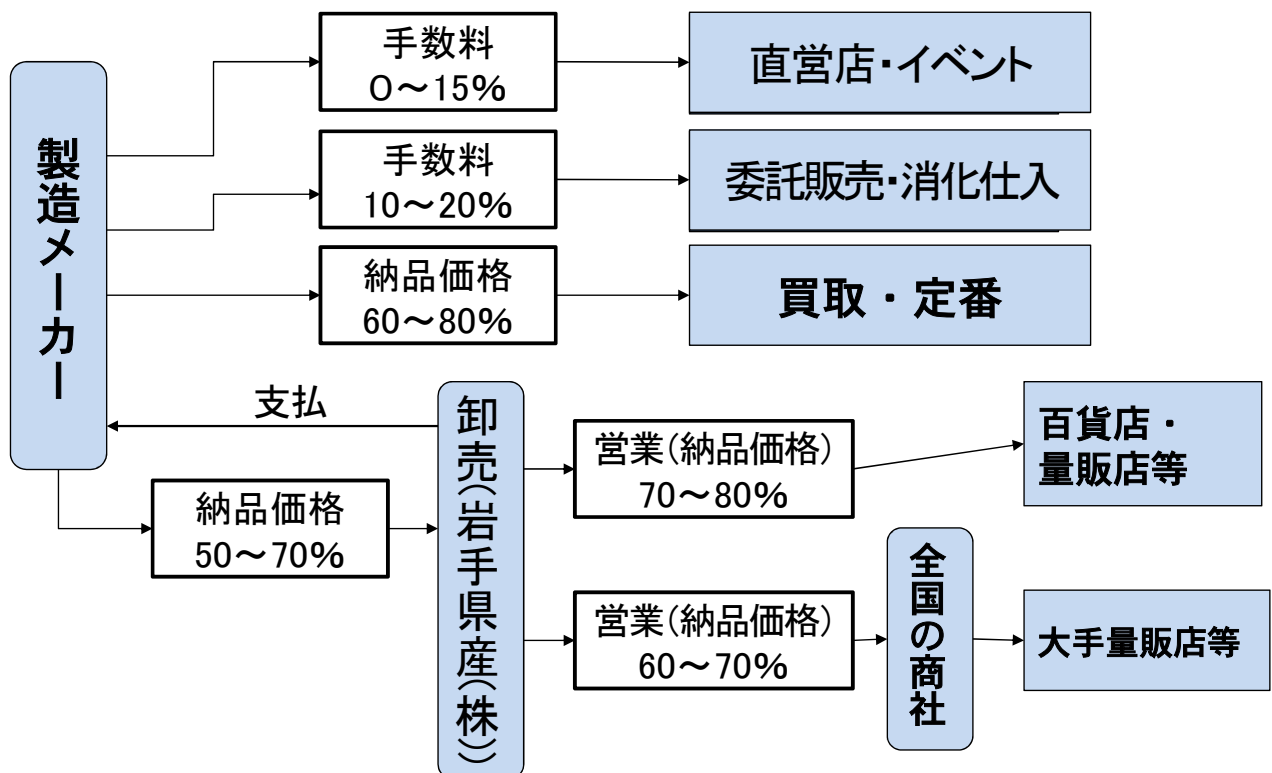 製造メーカー
手数料
0～15%
直営店・イベント
手数料
10～20%
委託販売・消化仕入
納品価格
60～80%
買取・定番
支払
納品価格
50～70%
卸売(岩手県産(株))
営業(納品価格)
70～80%
百貨店・
量販店等
営業(納品価格)
60～70%
全国の商社
大手量販店等